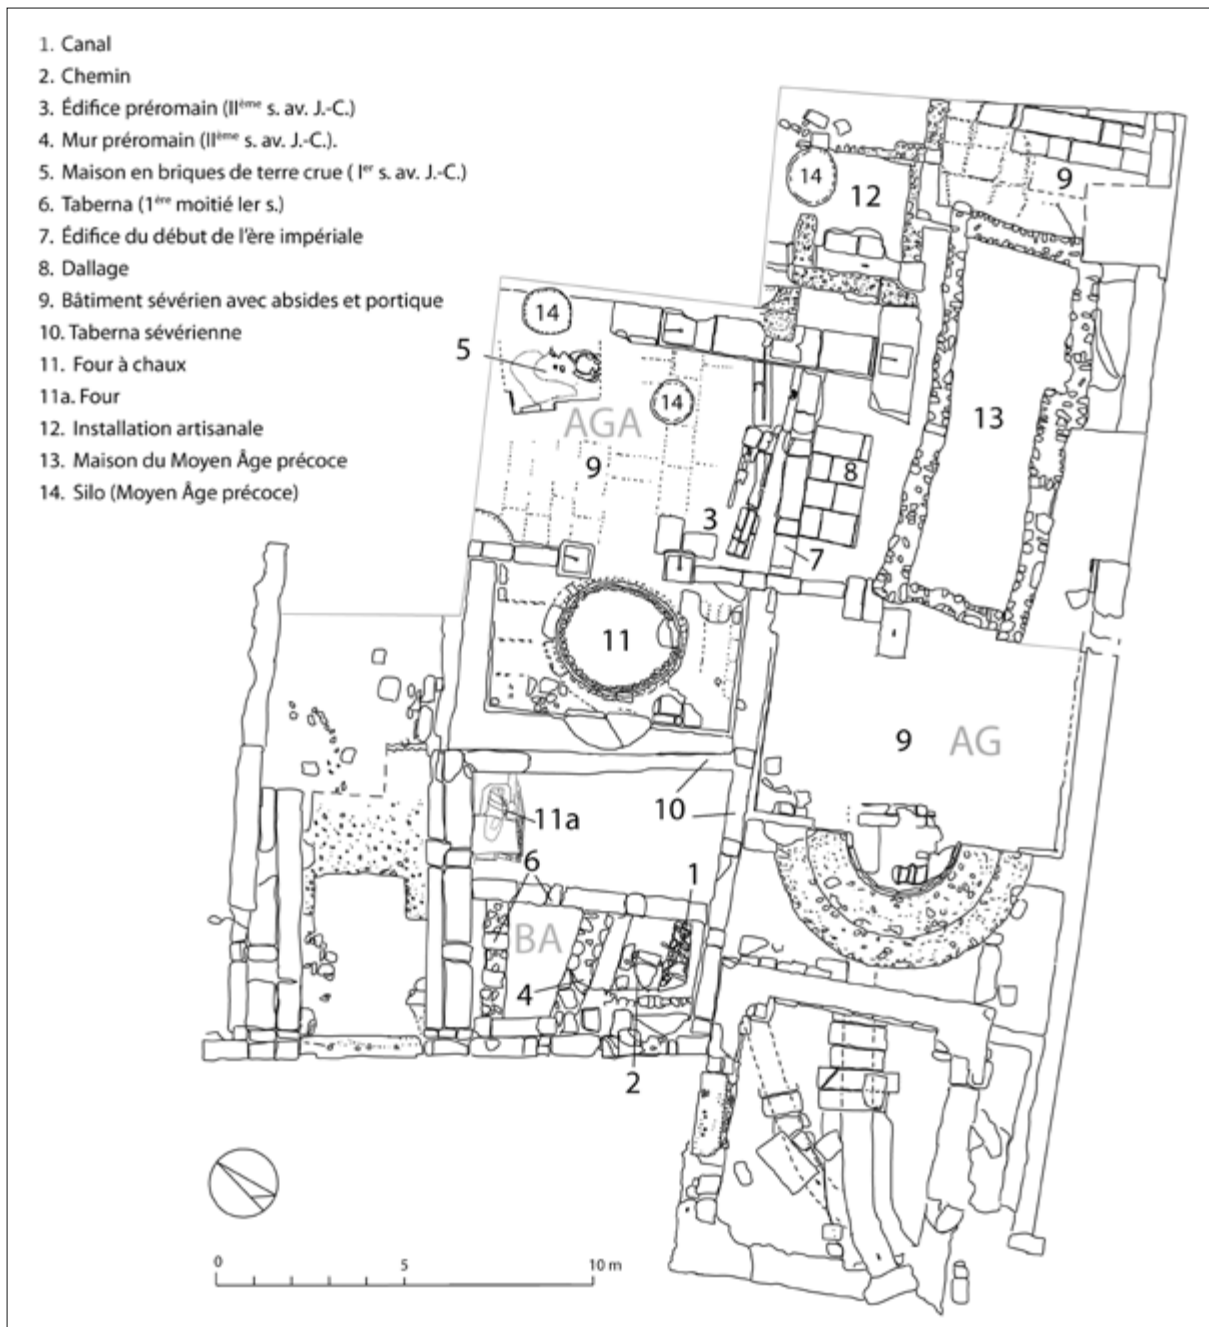 1. Canal
2. Chemin
3. Édifice préromain (IIème s. av. J.-C.)
4. Mur préromain (IIème s. av. J.-C.).
5. Maison en briques de terre crue ( Ier s. av. J.-C.)
6. Taberna (1ère moitié Ier s.)
7. Édifice du début de l'ère impériale
8. Dallage
9. Bâtiment sévérien avec absides et portique
10. Taberna sévérienne
11. Four à chaux
11a. Four
12. Installation artisanale
13. Maison du Moyen Âge précoce
14. Silo (Moyen Âge précoce)
14
12
9
14
5
14
13
AGA
9
8
3
7
11
9
AG
10
11a
10
6
1
BA
4
2
0
5
10 m